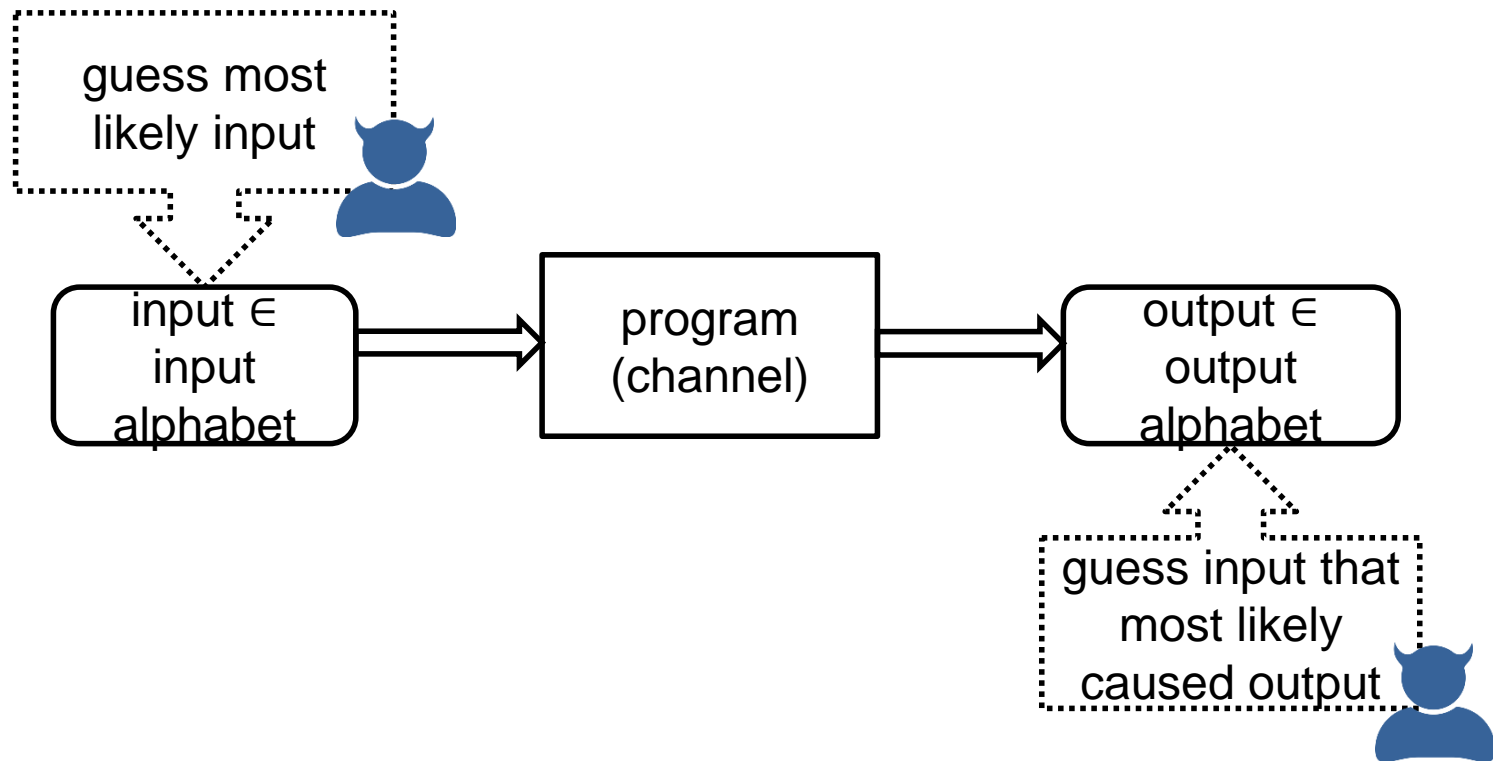 guess most
likely input
input ∈
input
alphabet
program
(channel)
output ∈
output
alphabet
guess input that
most likely
caused output